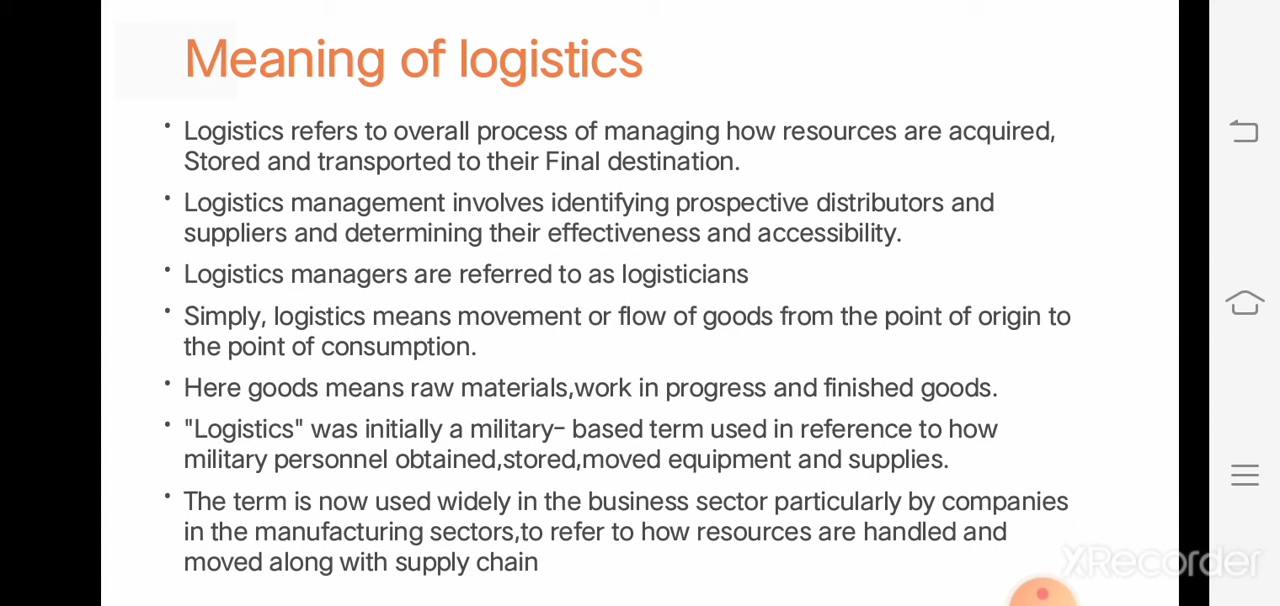 Meaning of logistics
• Logistics refers to overall process of managing how resources are acquired,
Stored and transported to their Final destination.
• Logistics management involves identifying prospective distributors and
suppliers and determining their effectiveness and accessibility.
• Logistics managers are referred to as logisticians
• Simply, logistics means movement or flow of goods from the point of origin to
the point of consumption.
• Here goods means raw materials,work in progress and finished goods.
• "Logistics" was initially a military- based term used in reference to how
military personnel obtained,stored,moved equipment and supplies.
• The term is now used widely in the business sector particularly by companies
in the manufacturing sectors,to refer to how resources are handled and
moved along with supply chain
XRecorder